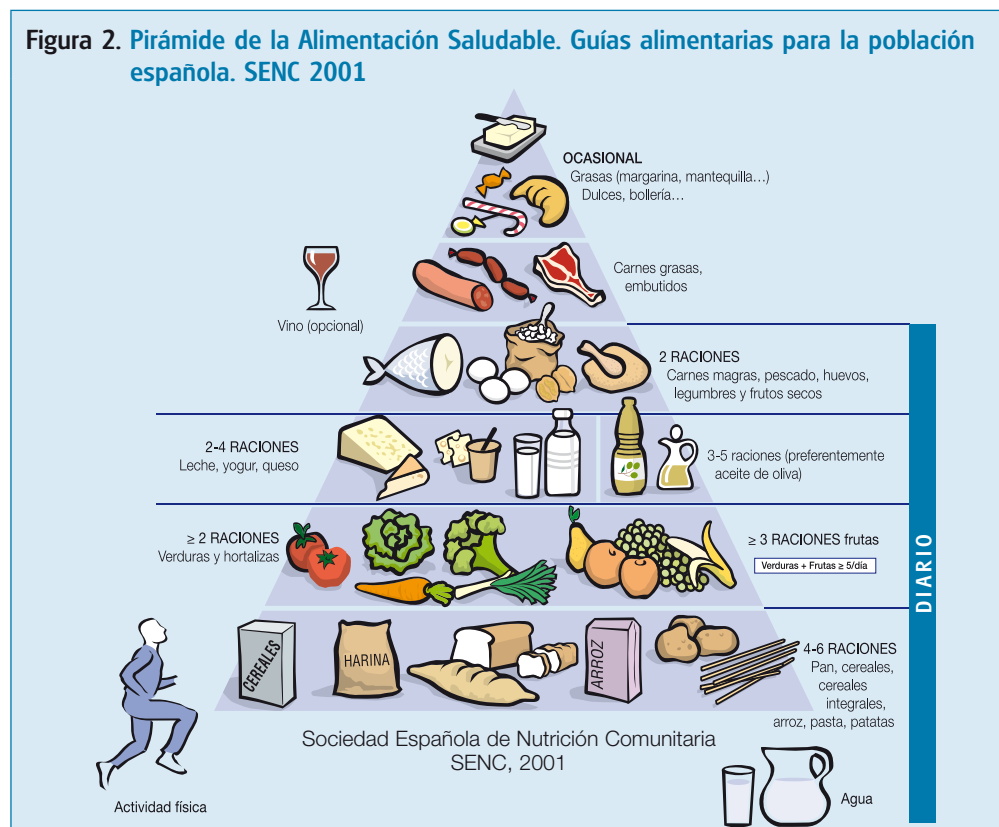 Figura 2. Pirámide de la Alimentación Saludable. Guías alimentarias para la población
española. SENC 2001
OCASIONAL
Grasas (margarina, mantequilla…)
Dulces, bollería…
Carnes grasas,
embutidos
Vino (opcional)
2 RACIONES
Carnes magras, pescado, huevos,
legumbres y frutos secos
2-4 RACIONES
Leche, yogur, queso
3-5 raciones (preferentemente
aceite de oliva)
≥ 2 RACIONES
Verduras y hortalizas
≥ 3 RACIONES frutas
Verduras + Frutas ≥ 5/día
DIARIO
CEREALES
HARINA
ARROZ
4-6 RACIONES
Pan, cereales,
cereales
integrales,
arroz, pasta, patatas
Sociedad Española de Nutrición Comunitaria
SENC, 2001
Actividad física
Agua